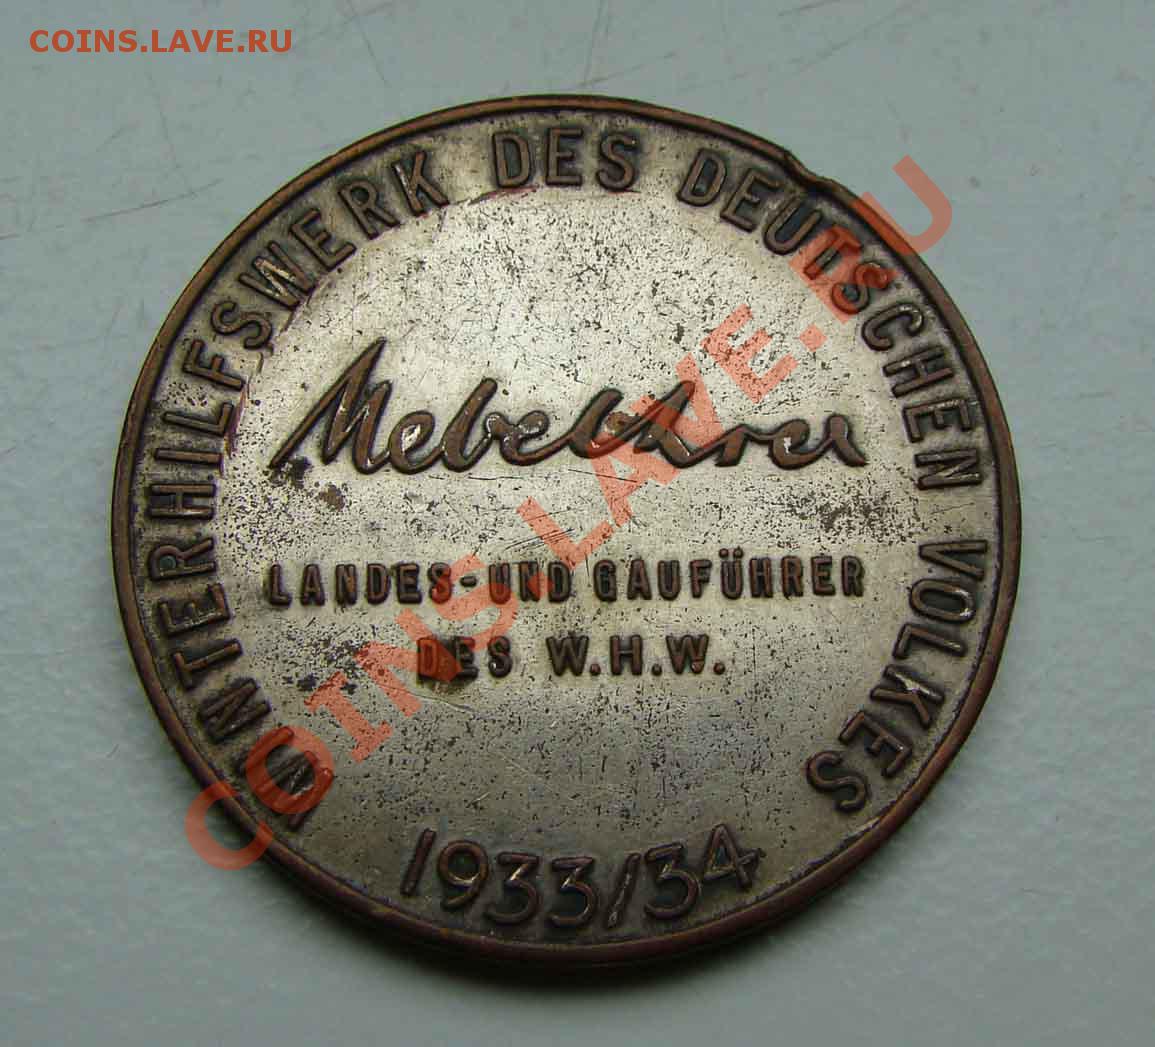 COINS.LAVE.RU
WINTERHILFSWERK DES DEUTSCHEN VOLKES
LANDES-UND GAUFÜHRER
DES W.H.W.
1933/34
COINS.LAVE.RU